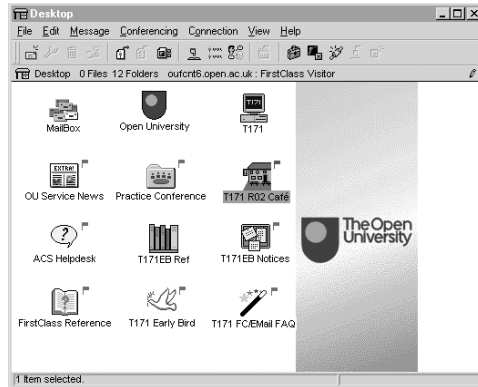 Desktop
File Edit Message Conferencing Connection View Help
Desktop 0 Files 12 Folders oufcnt6.open.ac.uk : FirstClass Visitor
MailBox
Open University
T171
T171
EXTRA!
OU Service News
Practice Conference
T171 R02 Café
ACS Helpdesk
T171EB Ref
T171EB Notices
FirstClass Reference
T171 Early Bird
T171 FC/EMail FAQ
The Open
University
1 Item selected.